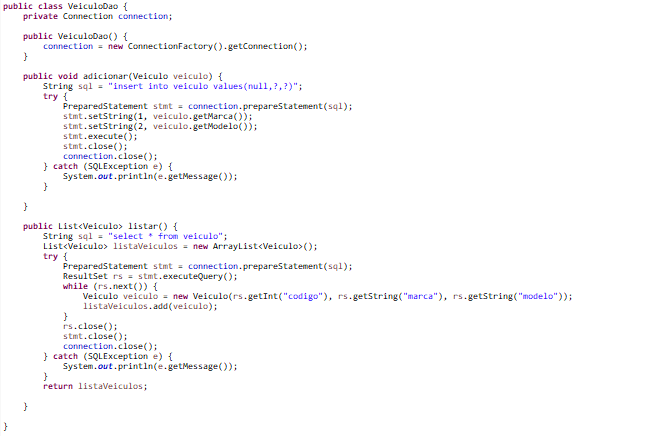 public class VeiculoDao {
private Connection connection;
public VeiculoDao() {
connection = new ConnectionFactory().getConnection();
}
public void adicionar(Veiculo veiculo) {
String sql = "insert into veiculo values(null,?,?)";
try {
PreparedStatement stmt = connection.prepareStatement(sql);
stmt.setString(1, veiculo.getMarca());
stmt.setString(2, veiculo.getModelo());
stmt.execute();
stmt.close();
connection.close();
} catch (SQLException e) {
System.out.println(e.getMessage());
}
}
public List<Veiculo> listar() {
String sql = "select * from veiculo";
List<Veiculo> listaVeiculos = new ArrayList<Veiculo>();
try {
PreparedStatement stmt = connection.prepareStatement(sql);
ResultSet rs = stmt.executeQuery();
while (rs.next()) {
Veiculo veiculo = new Veiculo(rs.getInt("codigo"), rs.getString("marca"), rs.getString("modelo"));
listaVeiculos.add(veiculo);
}
rs.close();
stmt.close();
connection.close();
} catch (SQLException e) {
System.out.println(e.getMessage());
}
return listaVeiculos;
}
}